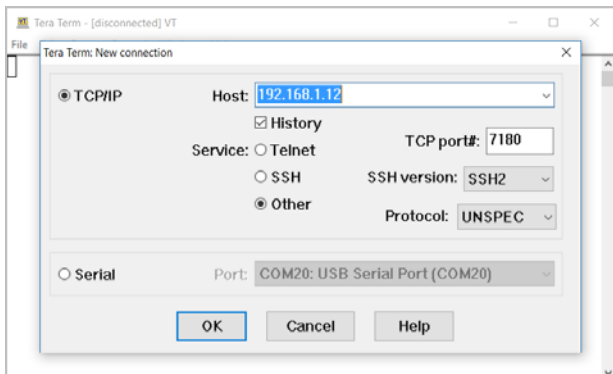 Tera Term - [disconnected] VT
File
Tera Term: New connection
TCP/IP
Host: 192.168.1.12
History
Service: Telnet
TCP port#: 7180
SSH
SSH version: SSH2
Other
Protocol: UNSPEC
Serial
Port: COM20: USB Serial Port (COM20)
OK Cancel Help